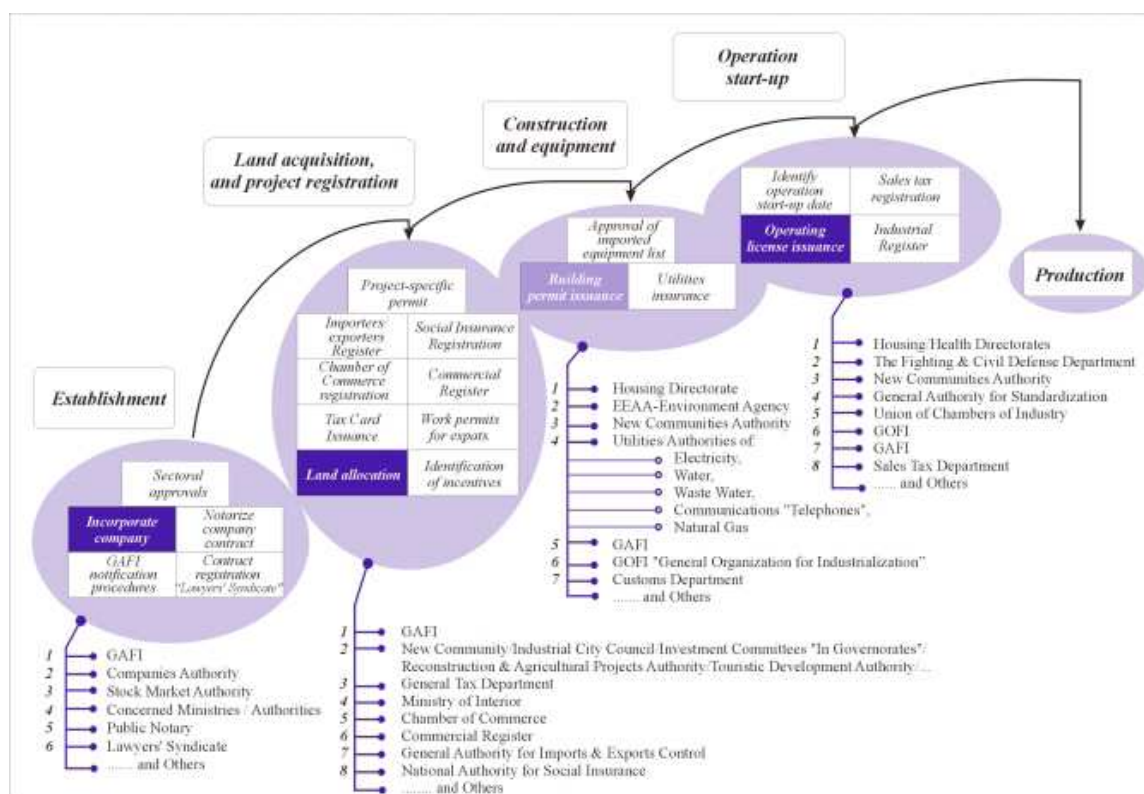 Establishment
Sectoral
approvals
Incorporate
company
Notarize
company
contract
GAFI
notification
procedures
Contract
registration
"Lawyers' Syndicate"
1 GAFI
2 Companies Authority
3 Stock Market Authority
4 Concerned Ministries / Authorities
5 Public Notary
6 Lawyers' Syndicate
....... and Others
Land acquisition,
and project registration
Project-specific
permit
Importers/
exporters
Register
Social Insurance
Registration
Chamber of
Commerce
registration
Commercial
Register
Tax Card
Issuance
Work permits
for expats.
Land allocation
Identification
of incentives
1 GAFI
2 New Community/Industrial City Council/Investment Committees "In Governorates"/
Reconstruction & Agricultural Projects Authority/Touristic Development Authority/...
3 General Tax Department
4 Ministry of Interior
5 Chamber of Commerce
6 Commercial Register
7 General Authority for Imports & Exports Control
8 National Authority for Social Insurance
........ and Others
Construction
and equipment
Approval of
imported
equipment list
Building
permit issuance
Utilities
insurance
1 Housing Directorate
2 EEAA-Environment Agency
3 New Communities Authority
4 Utilities Authorities of:
Electricity,
Water,
Waste Water,
Communications "Telephones",
Natural Gas
5 GAFI
6 GOFI "General Organization for Industrialization"
7 Customs Department
........ and Others
Operation
start-up
Identify
operation
start-up date
Sales tax
registration
Operating
license issuance
Industrial
Register
1 Housing/Health Directorates
2 The Fighting & Civil Defense Department
3 New Communities Authority
4 General Authority for Standardization
5 Union of Chambers of Industry
6 GOFI
7 GAFI
8 Sales Tax Department
...... and Others
Production